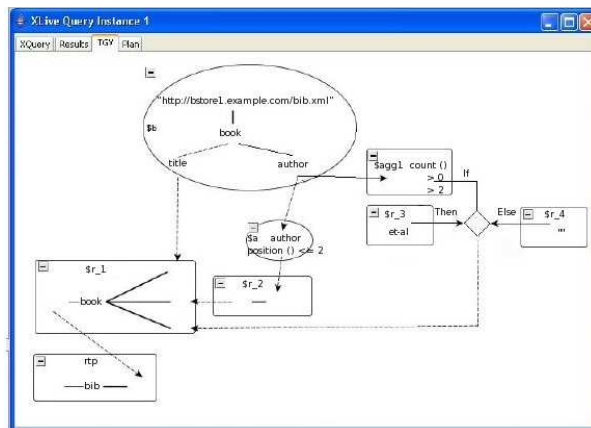 XLive Query Instance 1
XQuery Results TGV Plan
"http://bstore1.example.com/bib.xml"
$b
book
title author
$agg1 count ()
> 0
> 2
If
$r_3
et-al
Then
Else
$r_4
""
$a author
position () <= 2
$r_1
book
$r_2
rtp
bib